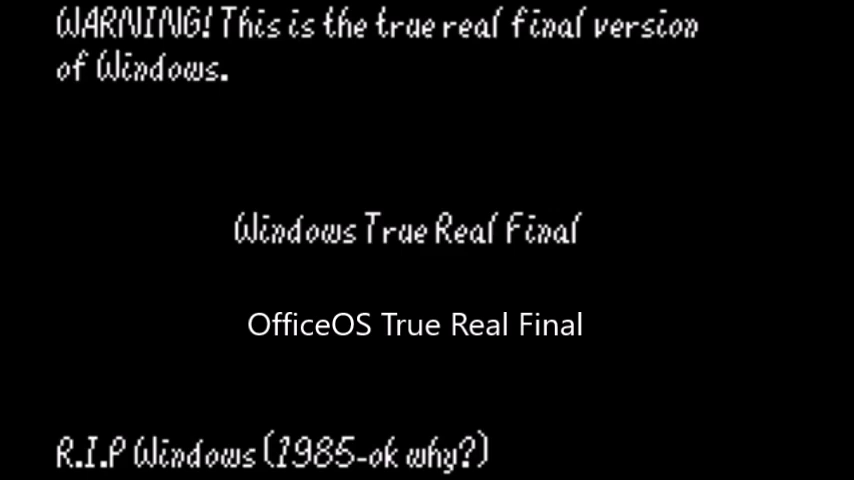 WARNING! This is the true real final version
of Windows.
Windows True Real Final
OfficeOS True Real Final
R.I.P Windows (1985-ok why?)